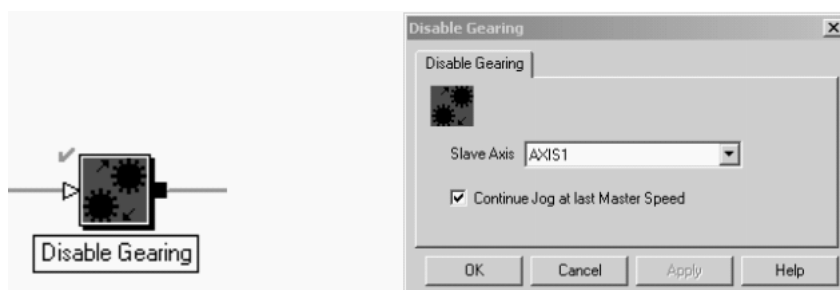 Disable Gearing
Disable Gearing
Disable Gearing
Slave Axis AXIS1
Continue Jog at last Master Speed
OK Cancel Apply Help